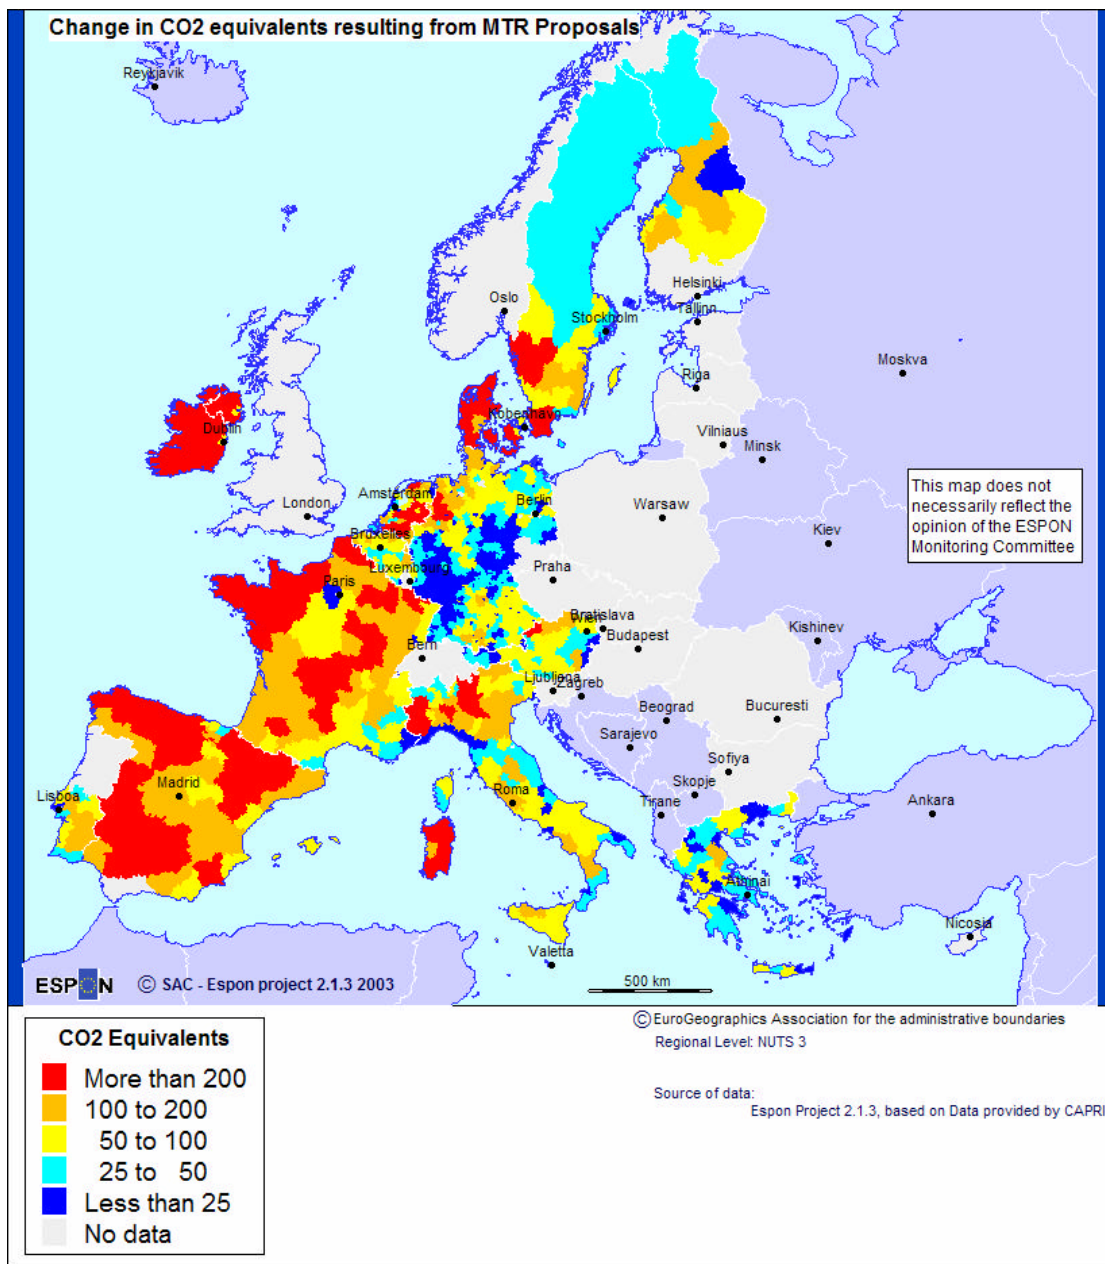 Change in CO2 equivalents resulting from MTR Proposals
Reykjavik
Helsinki
Tallinn
Oslo
Stockholm
Moskva
Riga
København
Vilniaus
Minsk
Dublin
This map does not
necessarily reflect the
opinion of the ESPON
Monitoring Committee
Amsterdam
Berlin
London
Warsaw
Kiev
Bruxelles
Luxembourg
Praha
Paris
Bratislava
Wien
Budapest
Kishinev
Bern
Ljubljana
Zagreb
Beograd
Bucuresti
Sarajevo
Sofiya
Skopje
Madrid
Lisboa
Roma
Tirane
Ankara
Athinai
Nicosia
Valetta
ESPON © SAC - Espon project 2.1.3 2003
500 km
© EuroGeographics Association for the administrative boundaries
Regional Level: NUTS 3
Source of data:
Espon Project 2.1.3, based on Data provided by CAPRI
CO2 Equivalents
More than 200
100 to 200
50 to 100
25 to 50
Less than 25
No data